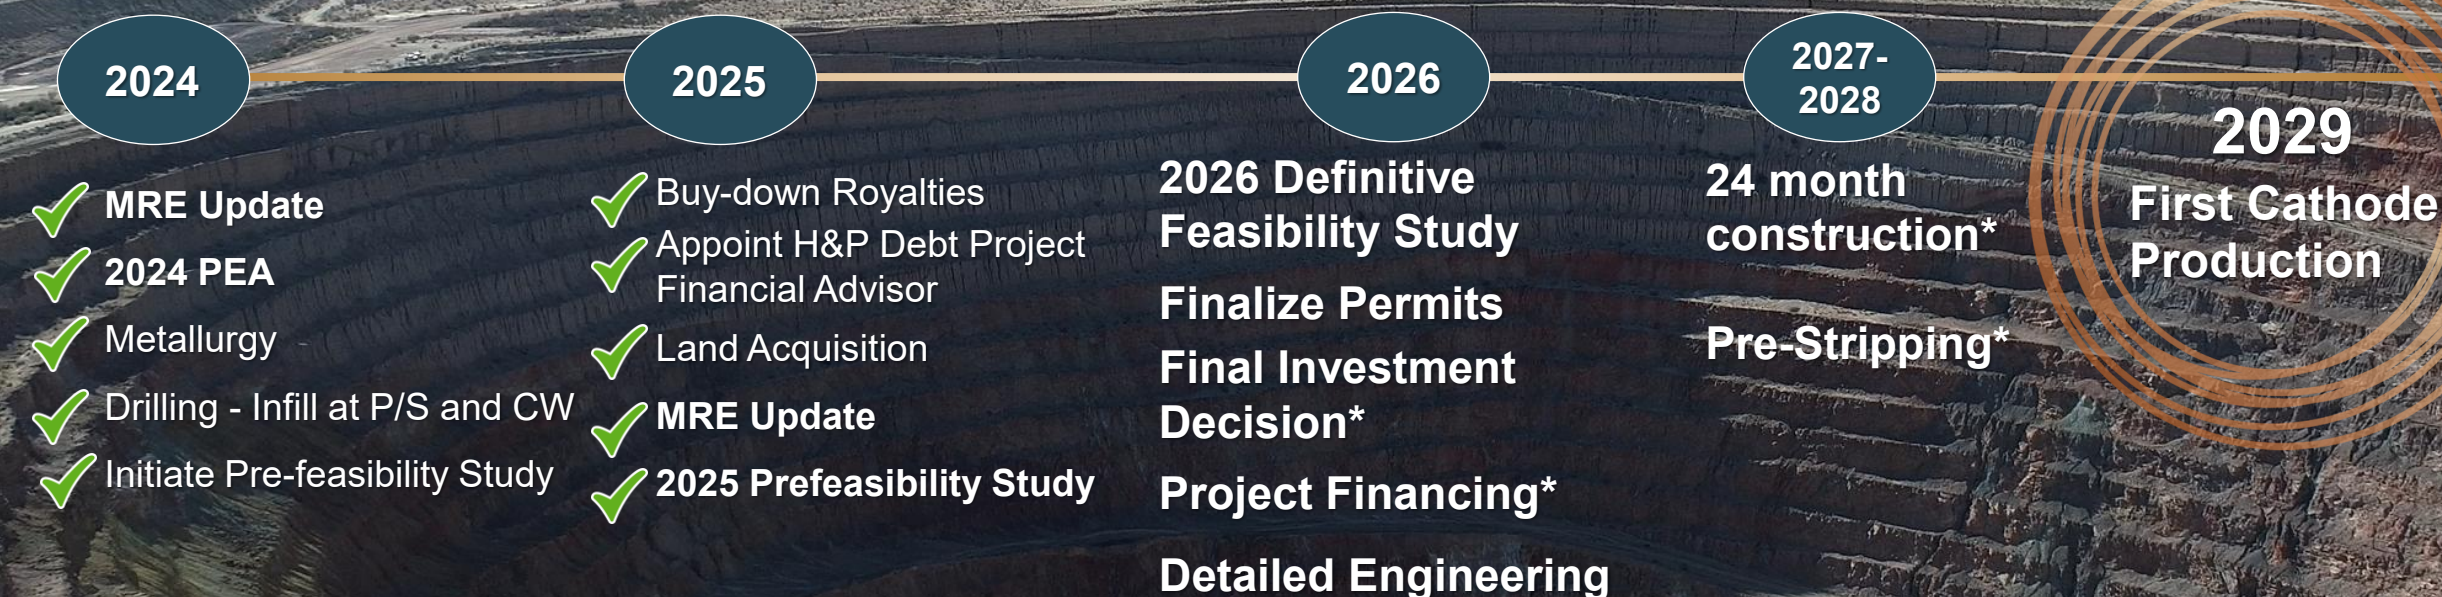 2024
MRE Update
2024 PEA
Metallurgy
Drilling - Infill at P/S and CW
Initiate Pre-feasibility Study
2025
Buy-down Royalties
Appoint H&P Debt Project
Financial Advisor
Land Acquisition
MRE Update
2025 Prefeasibility Study
2026
2026 Definitive
Feasibility Study
Finalize Permits
Final Investment
Decision*
Project Financing*
Detailed Engineering
2027-
2028
24 month
construction*
Pre-Stripping*
2029
First Cathode
Production